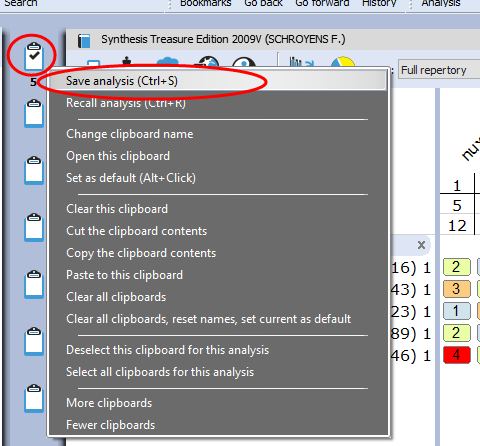 Search
Bookmarks Go back Go forward History Analysis
Synthesis Treasure Edition 2009V (SCHROYENS F.)
: Full repertory
5
Save analysis (Ctrl+S)
Recall analysis (Ctrl+R)
Change clipboard name
Open this clipboard
Set as default (Alt+Click)
Clear this clipboard
Cut the clipboard contents
Copy the clipboard contents
Paste to this clipboard
Clear all clipboards
Clear all clipboards, reset names, set current as default
Deselect this clipboard for this analysis
Select all clipboards for this analysis
More clipboards
Fewer clipboards
nux
1
5
12
x
16) 1 2
43) 1 3
23) 1 1
89) 1 2
46) 1 4